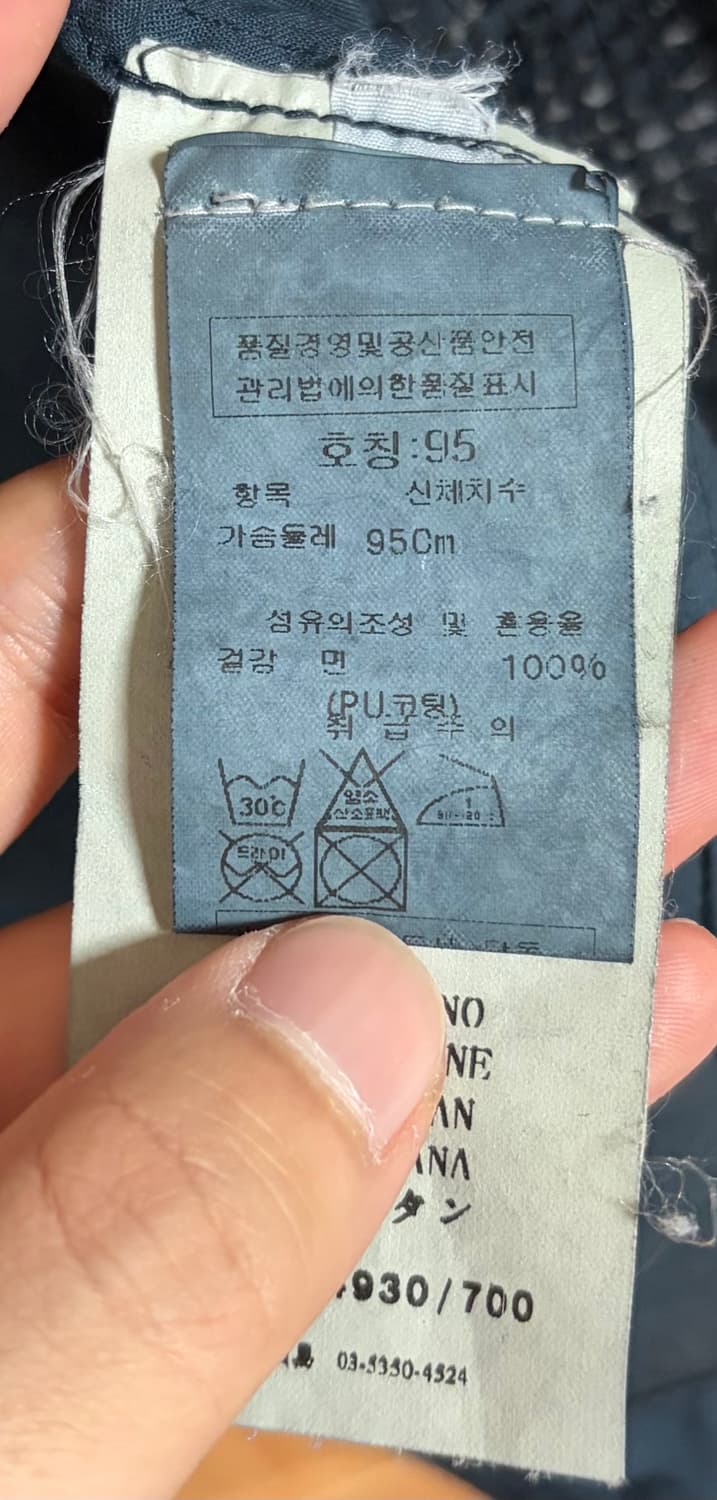 품질경영및공산품안전
관리법에의한품질표시
호칭:95
항목 신체치수
가슴둘레 95Cm
섬유의조성 및 혼용율
겉감 면 100%
(PU코팅)
취 급 주 의
30℃
염소
산소표백
드라이
NO
NE
AN
ANA
タン
930/700
03-5350-4524